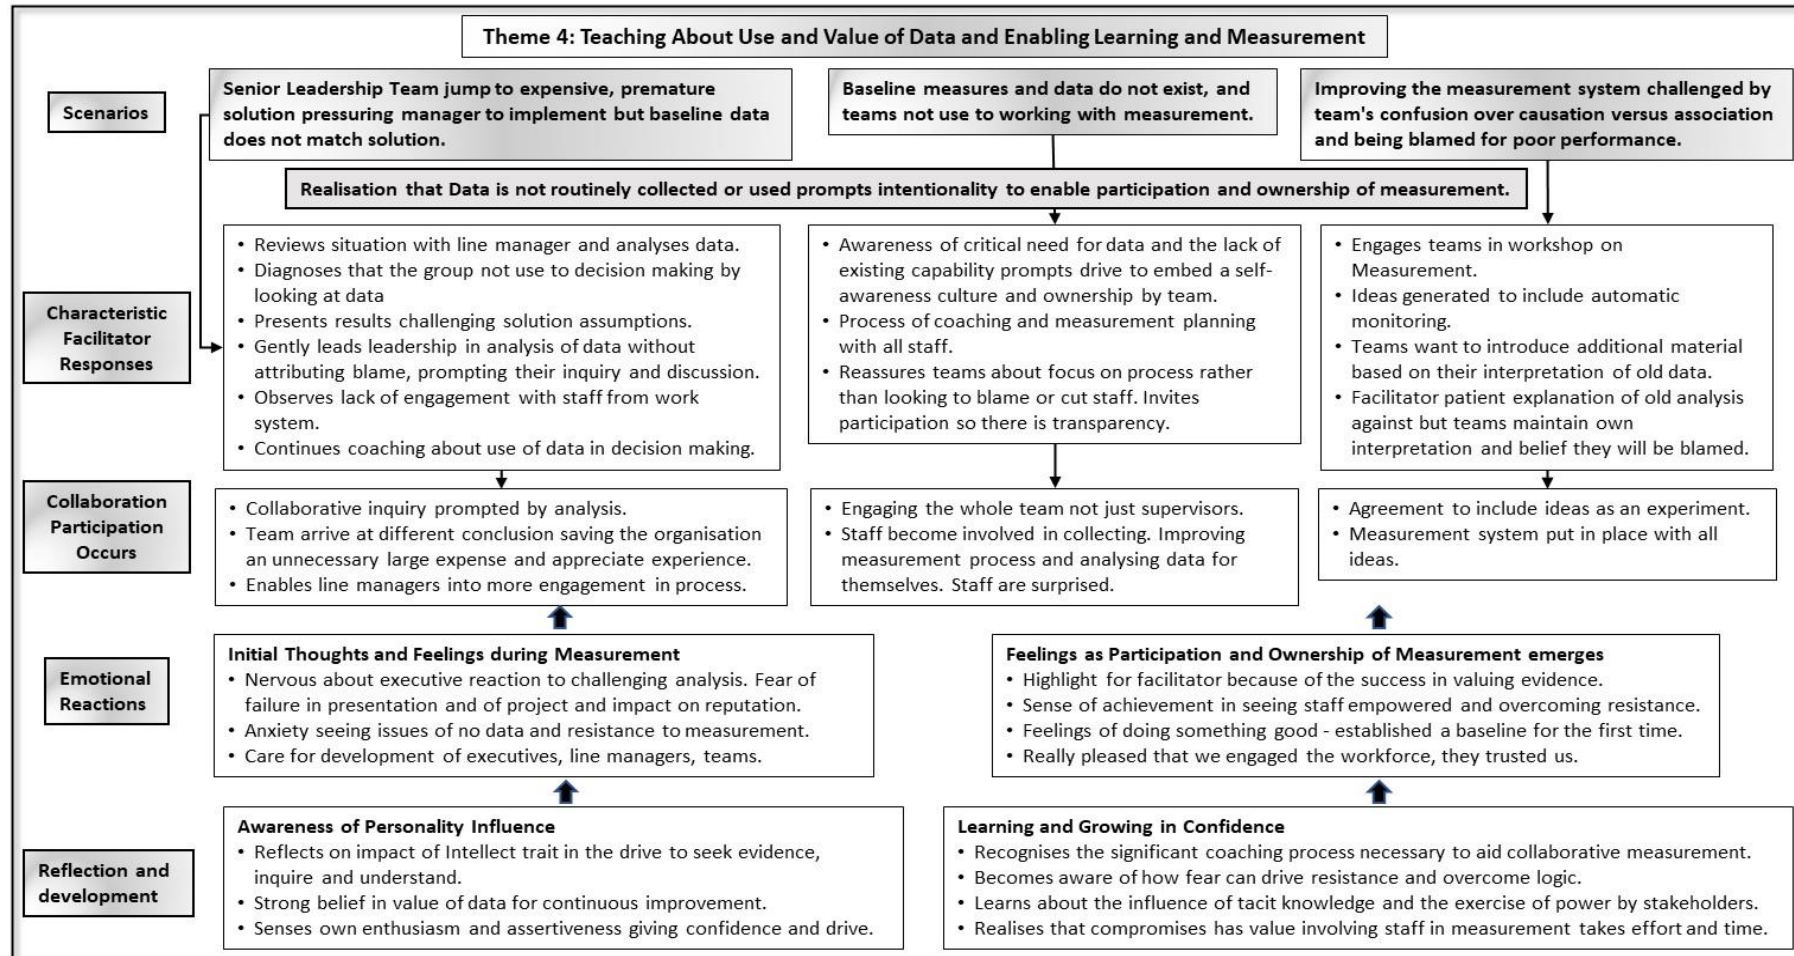 Theme 4: Teaching About Use and Value of Data and Enabling Learning and Measurement
Scenarios
Senior Leadership Team jump to expensive, premature
solution pressuring manager to implement but baseline data
does not match solution.
Baseline measures and data do not exist, and
teams not use to working with measurement.
Improving the measurement system challenged by
team's confusion over causation versus association
and being blamed for poor performance.
Realisation that Data is not routinely collected or used prompts intentionality to enable participation and ownership of measurement.
Characteristic
Facilitator
Responses
• Reviews situation with line manager and analyses data.
• Diagnoses that the group not use to decision making by
looking at data
• Presents results challenging solution assumptions.
• Gently leads leadership in analysis of data without
attributing blame, prompting their inquiry and discussion.
• Observes lack of engagement with staff from work
system.
• Continues coaching about use of data in decision making.
• Awareness of critical need for data and the lack of
existing capability prompts drive to embed a self-
awareness culture and ownership by team.
• Process of coaching and measurement planning
with all staff.
• Reassures teams about focus on process rather
than looking to blame or cut staff. Invites
participation so there is transparency.
• Engages teams in workshop on
Measurement.
• Ideas generated to include automatic
monitoring.
• Teams want to introduce additional material
based on their interpretation of old data.
• Facilitator patient explanation of old analysis
against but teams maintain own
interpretation and belief they will be blamed.
Collaboration
Participation
Occurs
• Collaborative inquiry prompted by analysis.
• Team arrive at different conclusion saving the organisation
an unnecessary large expense and appreciate experience.
• Enables line managers into more engagement in process.
• Engaging the whole team not just supervisors.
• Staff become involved in collecting. Improving
measurement process and analysing data for
themselves. Staff are surprised.
• Agreement to include ideas as an experiment.
• Measurement system put in place with all
ideas.
Emotional
Reactions
Initial Thoughts and Feelings during Measurement
• Nervous about executive reaction to challenging analysis. Fear of
failure in presentation and of project and impact on reputation.
• Anxiety seeing issues of no data and resistance to measurement.
• Care for development of executives, line managers, teams.
Feelings as Participation and Ownership of Measurement emerges
• Highlight for facilitator because of the success in valuing evidence.
• Sense of achievement in seeing staff empowered and overcoming resistance.
• Feelings of doing something good - established a baseline for the first time.
• Really pleased that we engaged the workforce, they trusted us.
Reflection and
development
Awareness of Personality Influence
• Reflects on impact of Intellect trait in the drive to seek evidence,
inquire and understand.
• Strong belief in value of data for continuous improvement.
• Senses own enthusiasm and assertiveness giving confidence and drive.
Learning and Growing in Confidence
• Recognises the significant coaching process necessary to aid collaborative measurement.
• Becomes aware of how fear can drive resistance and overcome logic.
• Learns about the influence of tacit knowledge and the exercise of power by stakeholders.
• Realises that compromises has value involving staff in measurement takes effort and time.